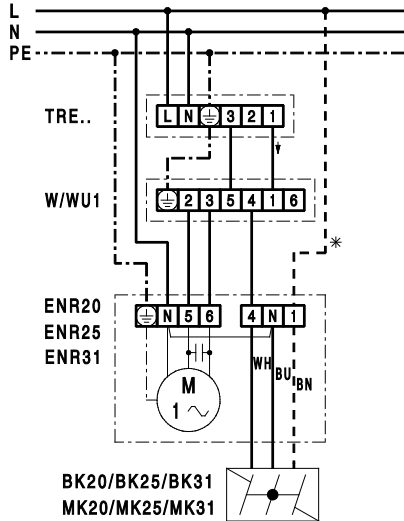 L
N
PE
TRE..
L N 3 2 1
W/WU1
2 3 5 4 1 6
ENR20
ENR25
ENR31
N 5 6 4 N 1
WH
BU
BN
M
1
BK20/BK25/BK31
MK20/MK25/MK31